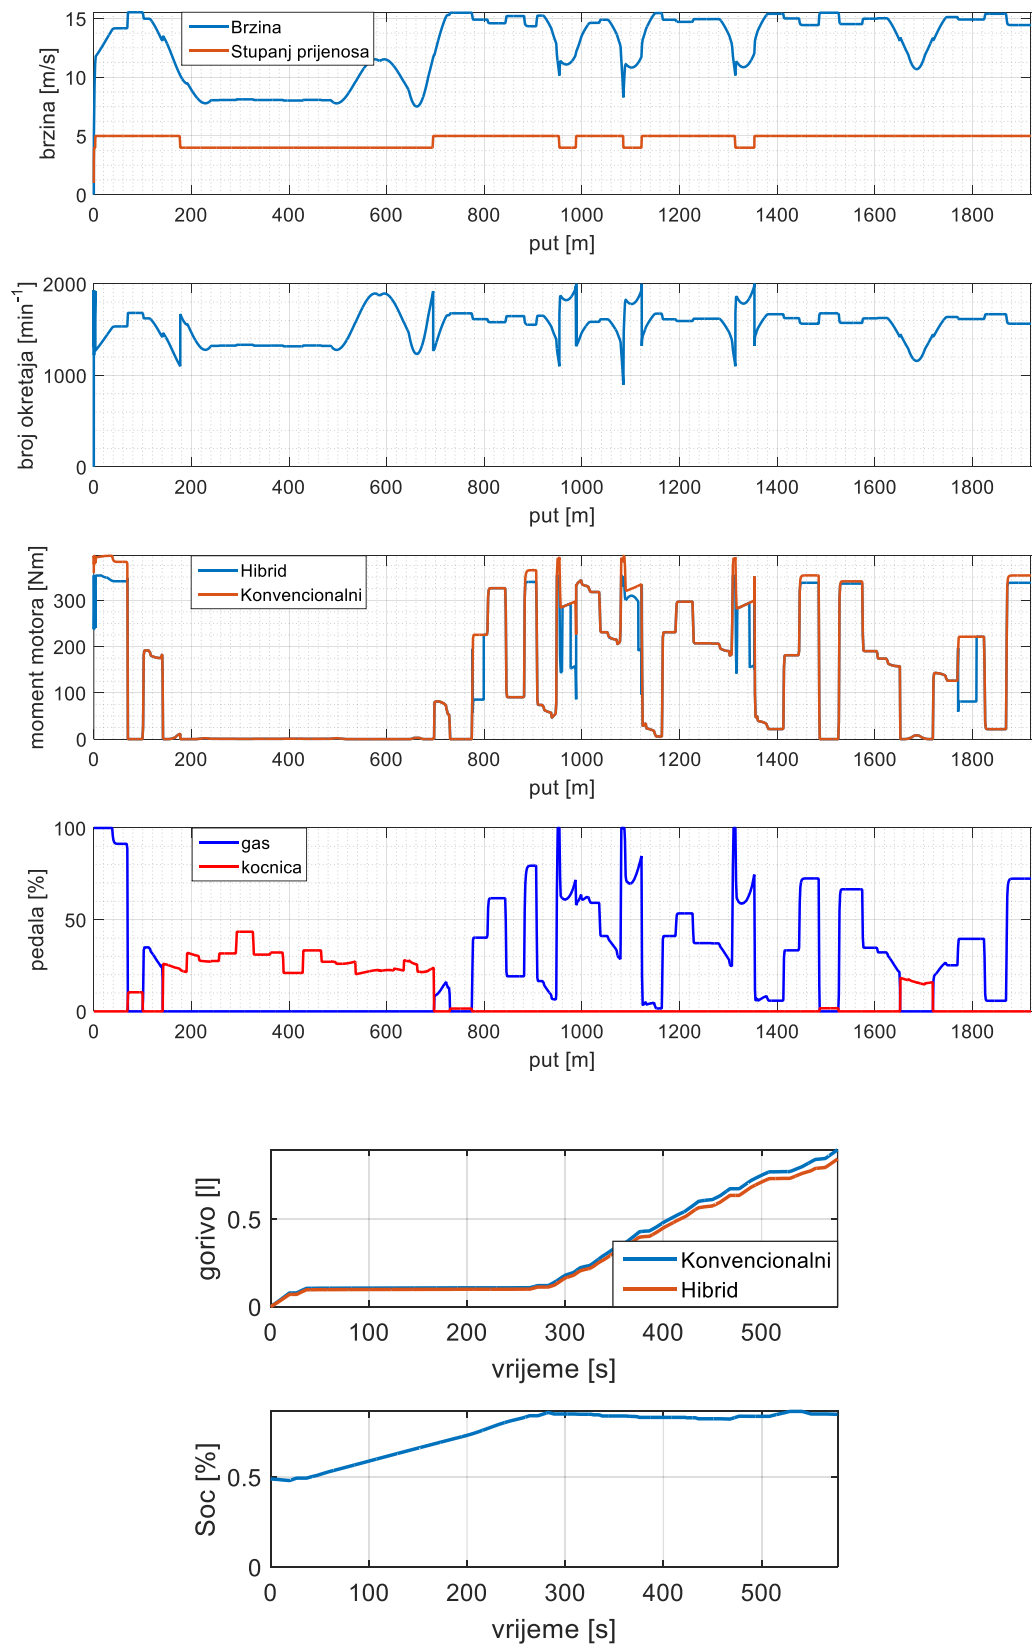 15
10
5
0
brzina [m/s]
Brzina
Stupanj prijenosa
0 200 400 600 800 1000 1200 1400 1600 1800
put [m]
2000
1000
0
broj okretaja [min⁻¹]
0 200 400 600 800 1000 1200 1400 1600 1800
put [m]
300
200
100
0
moment motora [Nm]
Hibrid
Konvencionalni
0 200 400 600 800 1000 1200 1400 1600 1800
put [m]
100
50
0
pedala [%]
gas
kocnica
0 200 400 600 800 1000 1200 1400 1600 1800
put [m]
0.5
0
gorivo [l]
Konvencionalni
Hibrid
0 100 200 300 400 500
vrijeme [s]
0.5
0
Soc [%]
0 100 200 300 400 500
vrijeme [s]